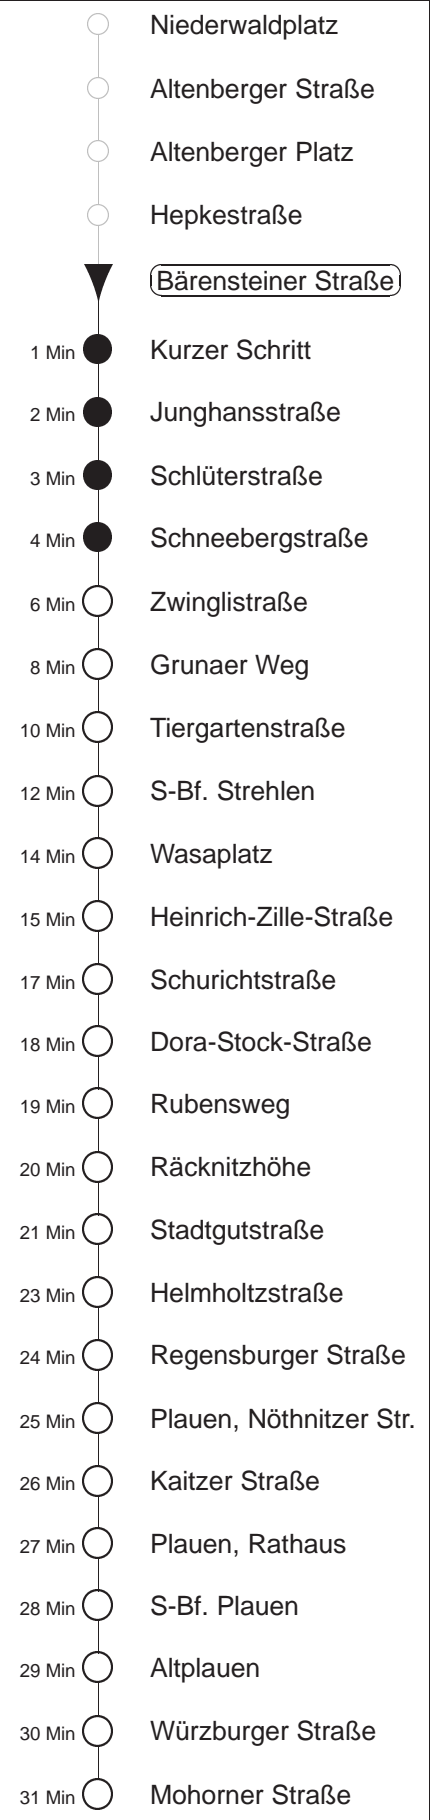 Niederwaldplatz
Altenberger Straße
Altenberger Platz
Hepkestraße
Bärensteiner Straße
1 Min Kurzer Schritt
2 Min Junghansstraße
3 Min Schlüterstraße
4 Min Schneebergstraße
6 Min Zwinglistraße
8 Min Grunaer Weg
10 Min Tiergartenstraße
12 Min S-Bf. Strehlen
14 Min Wasaplatz
15 Min Heinrich-Zille-Straße
17 Min Schurichtstraße
18 Min Dora-Stock-Straße
19 Min Rubensweg
20 Min Räcknitzhöhe
21 Min Stadtgutstraße
23 Min Helmholtzstraße
24 Min Regensburger Straße
25 Min Plauen, Nöthnitzer Str.
26 Min Kaitzer Straße
27 Min Plauen, Rathaus
28 Min S-Bf. Plauen
29 Min Altplauen
30 Min Würzburger Straße
31 Min Mohorner Straße